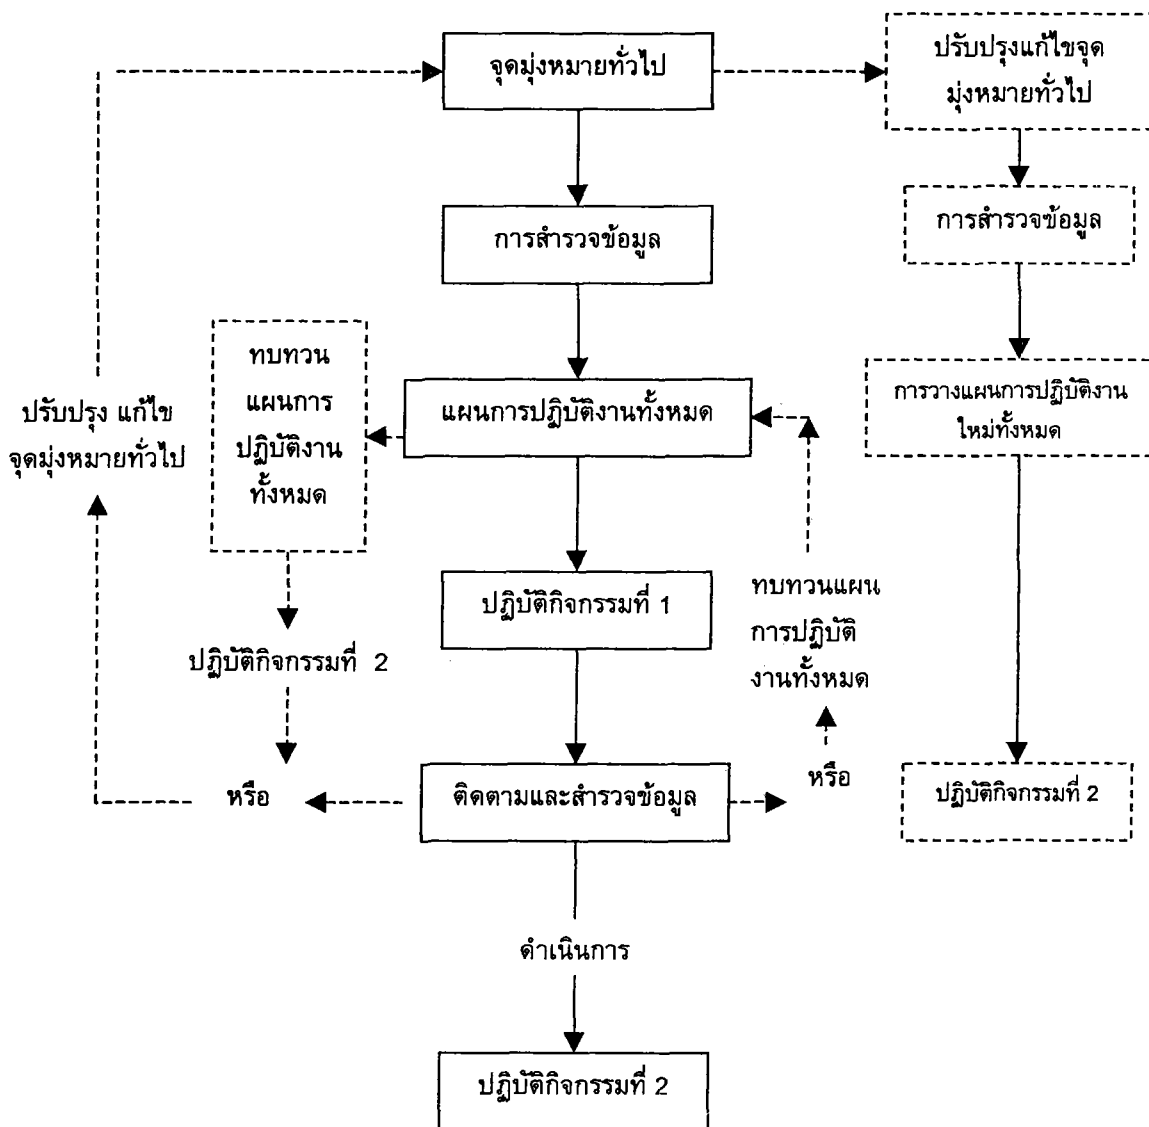 จุดมุ่งหมายทั่วไป
ปรับปรุงแก้ไขจุด
มุ่งหมายทั่วไป
การสำรวจข้อมูล
การสำรวจข้อมูล
ทบทวน
แผนการ
ปฏิบัติงาน
ทั้งหมด
แผนการปฏิบัติงานทั้งหมด
การวางแผนการปฏิบัติงาน
ใหม่ทั้งหมด
ปรับปรุง แก้ไข
จุดมุ่งหมายทั่วไป
ปฏิบัติกิจกรรมที่ 1
ทบทวนแผน
การปฏิบัติ
งานทั้งหมด
ปฏิบัติกิจกรรมที่ 2
หรือ
ติดตามและสำรวจข้อมูล
หรือ
ปฏิบัติกิจกรรมที่ 2
ดำเนินการ
ปฏิบัติกิจกรรมที่ 2